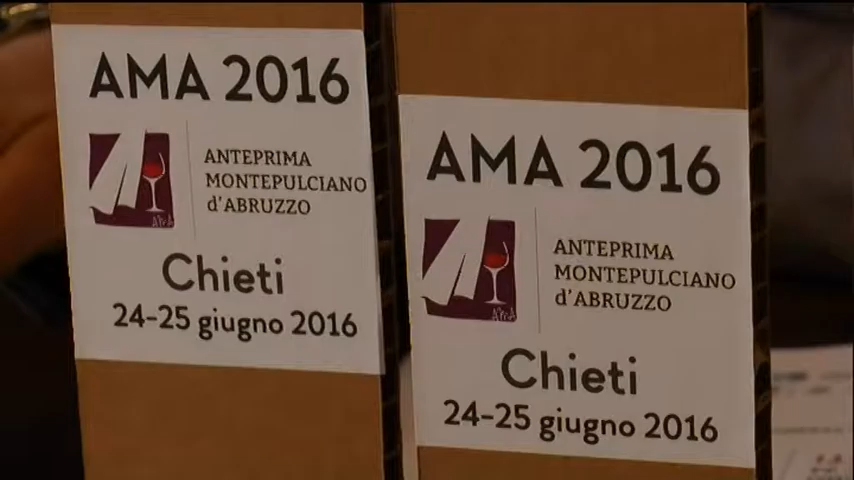 AMA 2016
ANTEPRIMA
MONTEPULCIANO
d'ABRUZZO
Chieti
24-25 giugno 2016
AMA 2016
ANTEPRIMA
MONTEPULCIANO
d'ABRUZZO
Chieti
24-25 giugno 2016